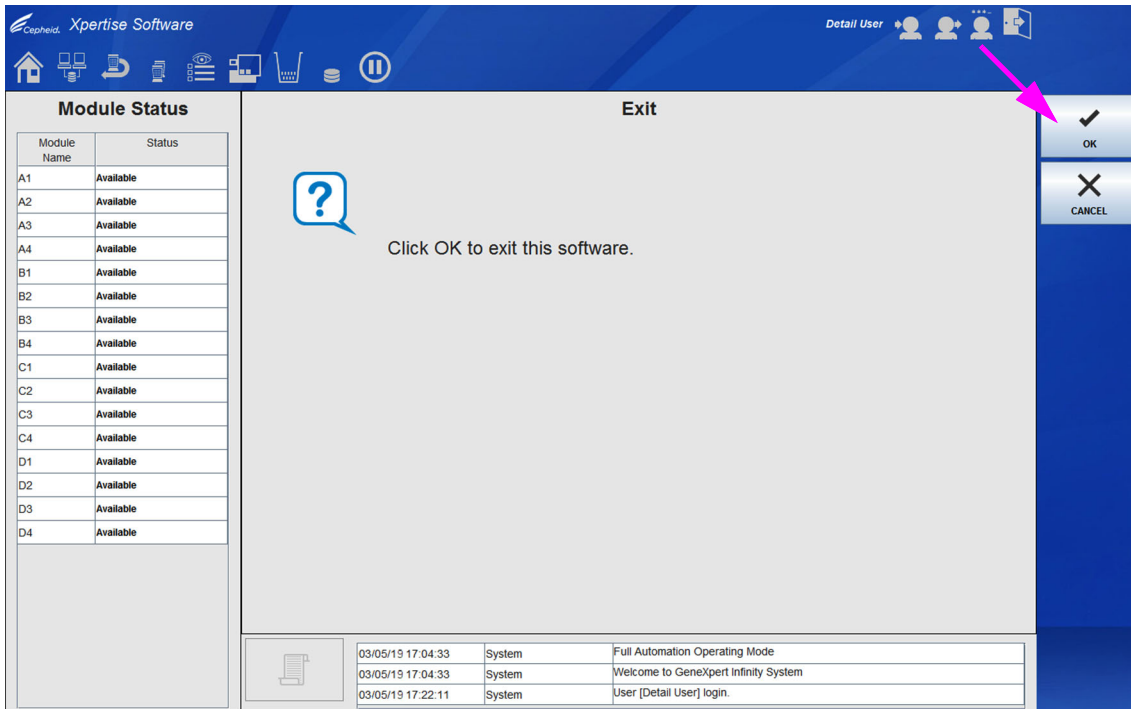 Cepheid. Xpertise Software
Detail User
Module Status
Module Name Status
A1 Available
A2 Available
A3 Available
A4 Available
B1 Available
B2 Available
B3 Available
B4 Available
C1 Available
C2 Available
C3 Available
C4 Available
D1 Available
D2 Available
D3 Available
D4 Available
Exit
?
Click OK to exit this software.
OK
CANCEL
03/05/19 17:04:33 System Full Automation Operating Mode
03/05/19 17:04:33 System Welcome to GeneXpert Infinity System
03/05/19 17:22:11 System User [Detail User] login.